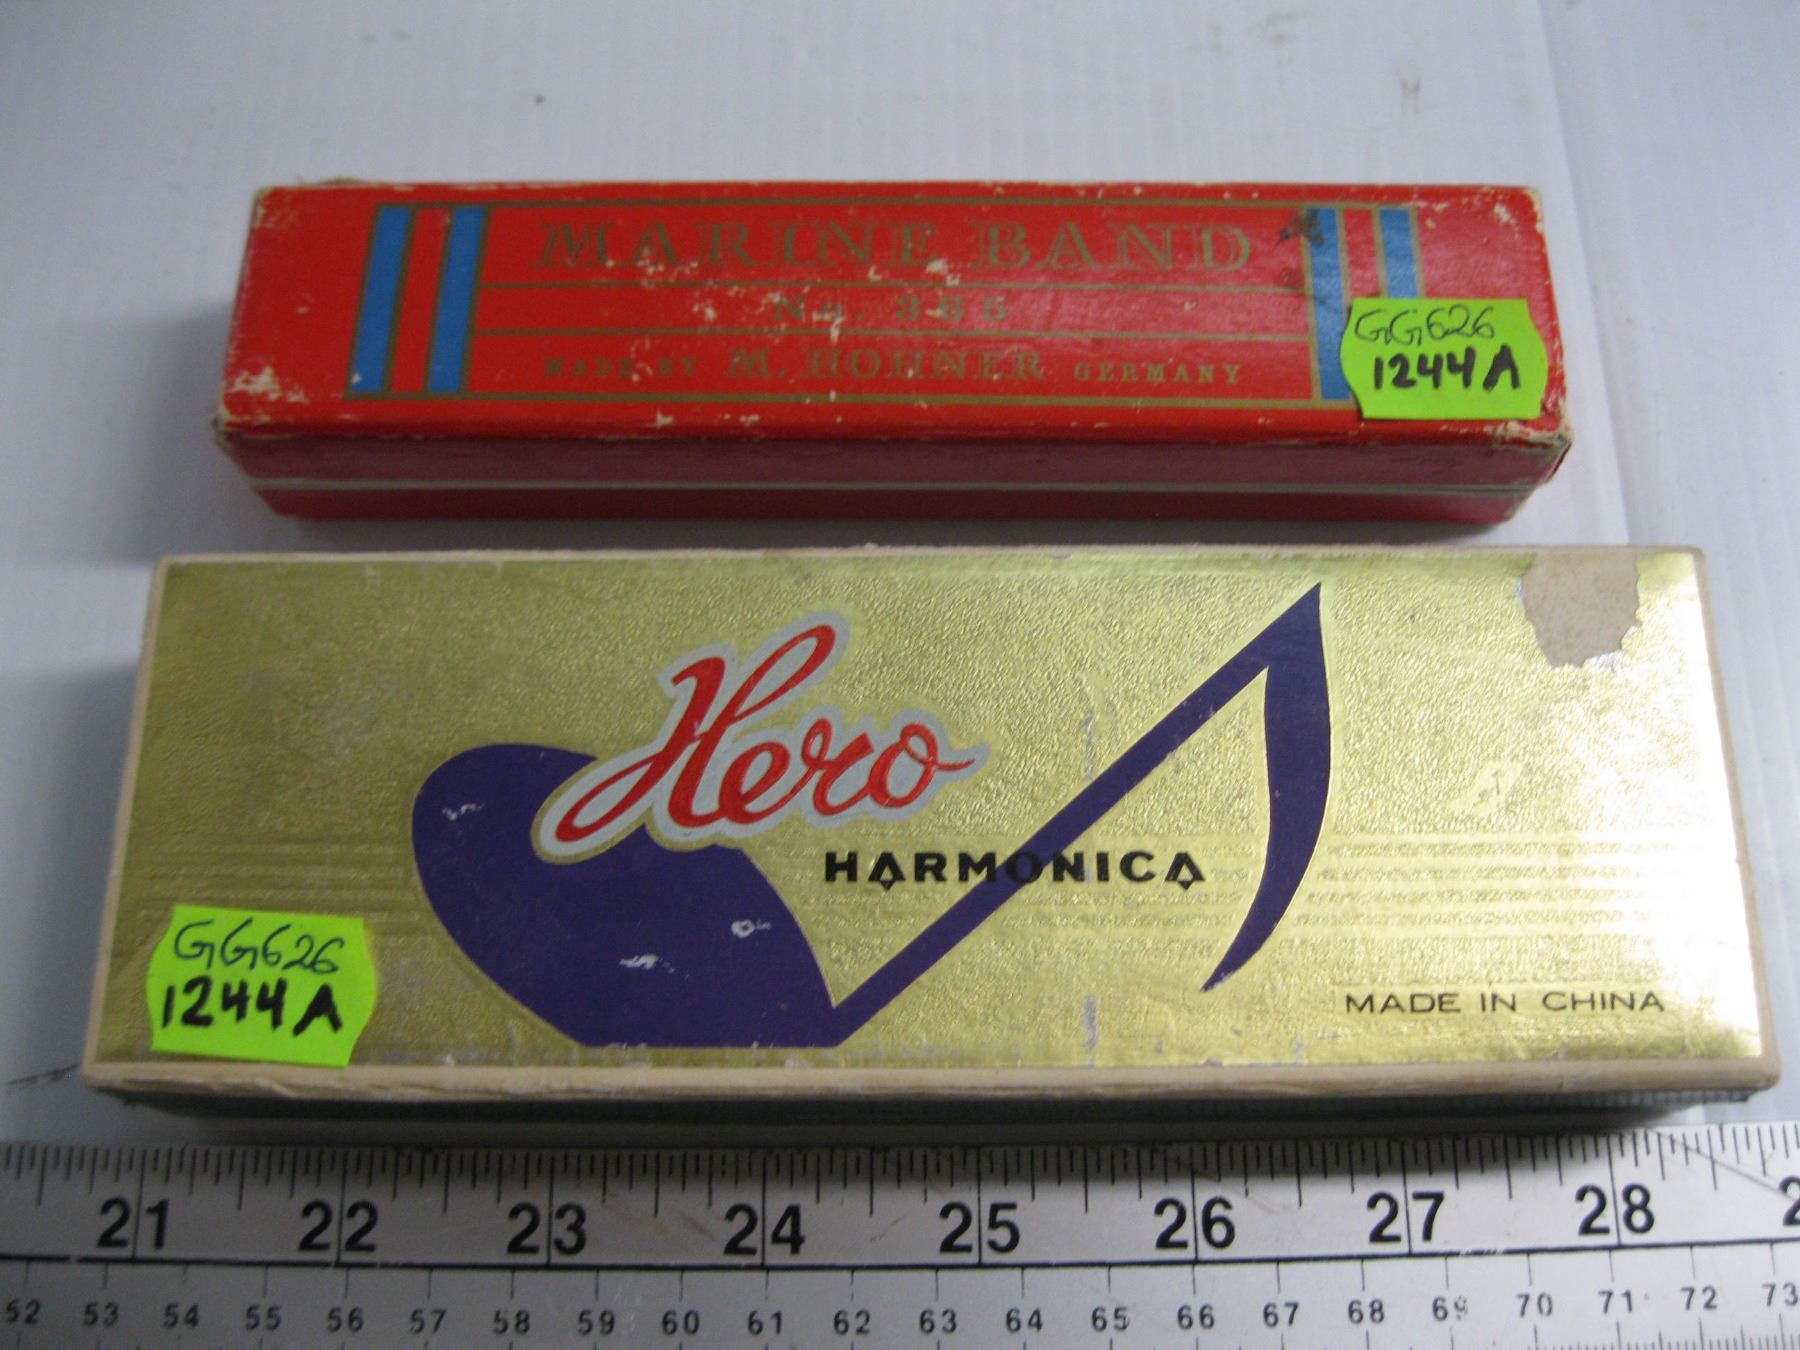 MARINE BAND
No. 365
MADE BY M. HOHNER GERMANY
GG626
1244A
Hero
HARMONICA
GG626
1244A
MADE IN CHINA
21 22 23 24 25 26 27 28 2
52 53 54 55 56 57 58 59 60 61 62 63 64 65 66 67 68 69 70 71 72 73